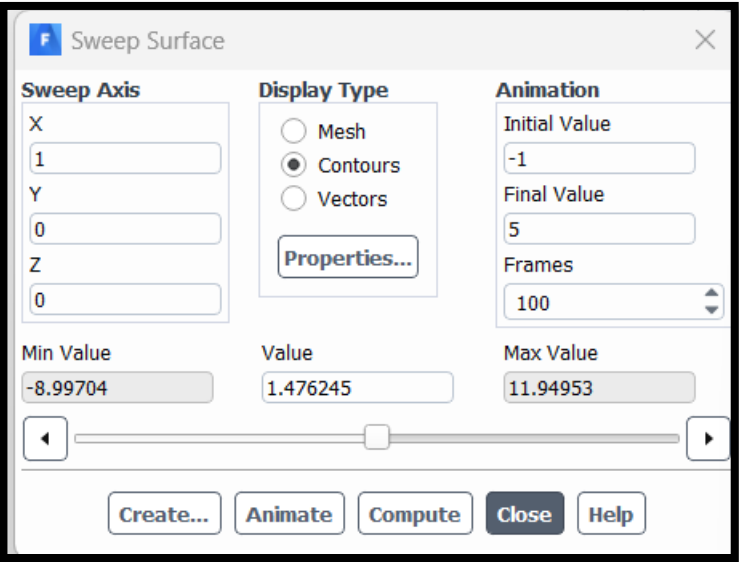 F Sweep Surface
Sweep Axis
X
1
Y
0
Z
0
Display Type
Mesh
Contours
Vectors
Properties...
Animation
Initial Value
-1
Final Value
5
Frames
100
Min Value
-8.99704
Value
1.476245
Max Value
11.94953
Create... Animate Compute Close Help